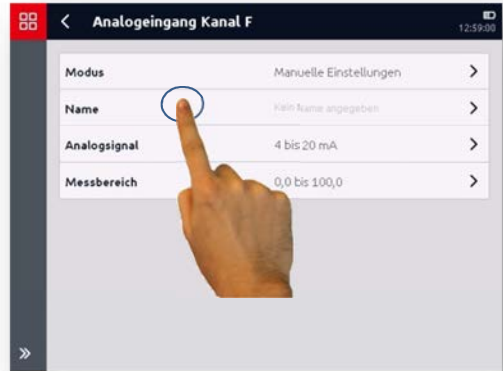 Analogeingang Kanal F
12:59:00
Modus Manuelle Einstellungen
Name Kein Name angegeben
Analogsignal 4 bis 20 mA
Messbereich 0,0 bis 100,0